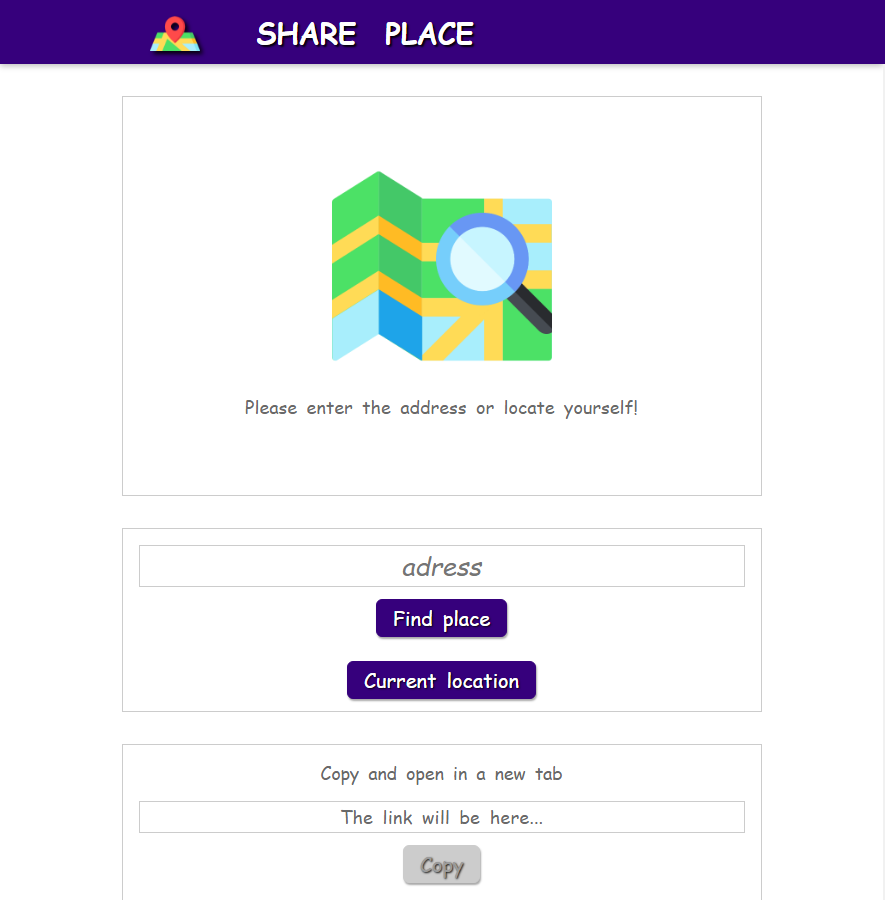 SHARE PLACE
Please enter the address or locate yourself!
adress
Find place
Current location
Copy and open in a new tab
The link will be here...
Copy